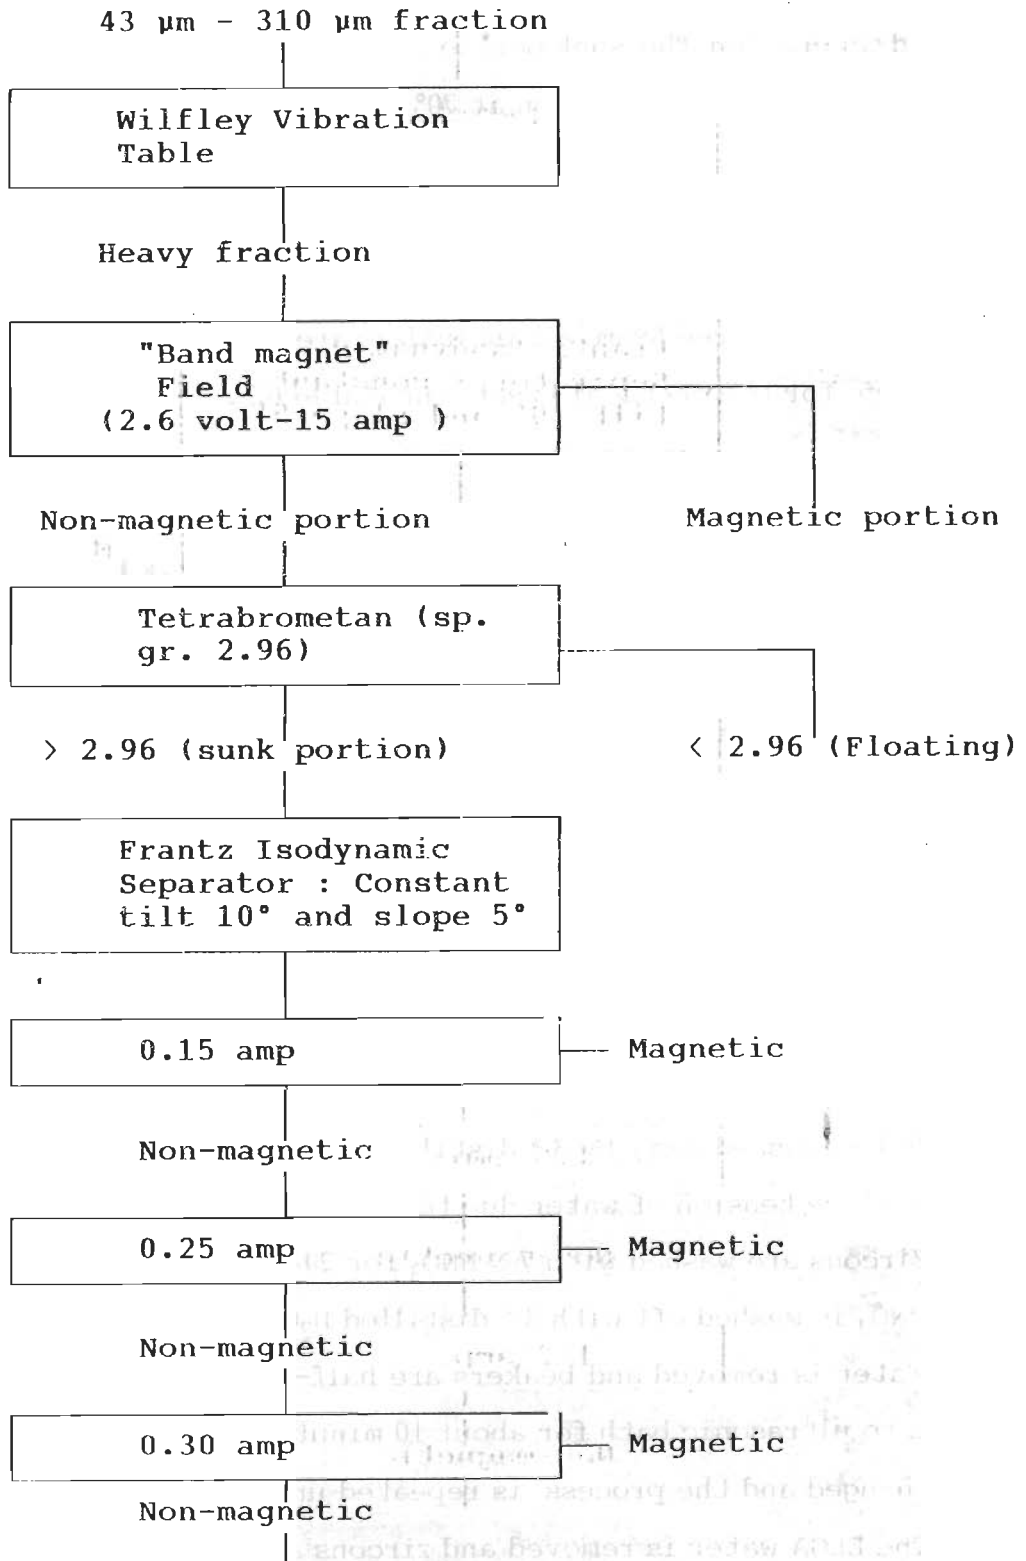 43 µm - 310 µm fraction
Wilfley Vibration
Table
Heavy fraction
"Band magnet"
Field
(2.6 volt-15 amp )
Non-magnetic portion
Magnetic portion
Tetrabrometan (sp.
gr. 2.96)
> 2.96 (sunk portion)
< 2.96 (Floating)
Frantz Isodynamic
Separator : Constant
tilt 10° and slope 5°
0.15 amp
Magnetic
Non-magnetic
0.25 amp
Magnetic
Non-magnetic
0.30 amp
Magnetic
Non-magnetic